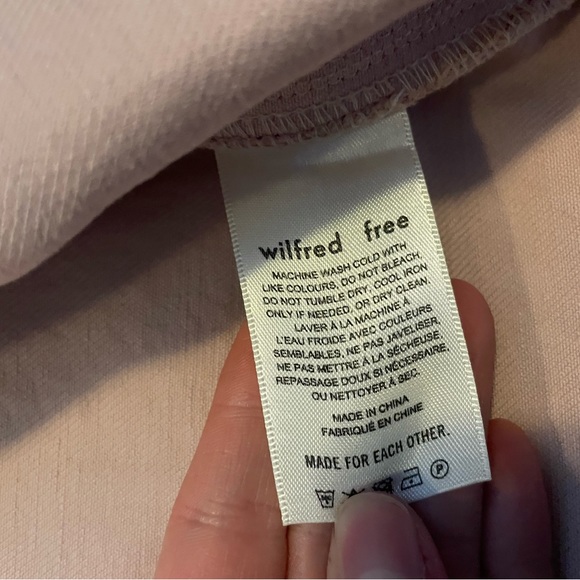 wilfred free
MACHINE WASH COLD WITH
LIKE COLOURS, DO NOT BLEACH,
DO NOT TUMBLE DRY, COOL IRON
ONLY IF NEEDED, OR DRY CLEAN.
LAVER À LA MACHINE À
L'EAU FROIDE AVEC COULEURS
SEMBLABLES, NE PAS JAVELISER,
NE PAS METTRE À LA SÉCHEUSE,
REPASSAGE DOUX SI NÉCESSAIRE,
OU NETTOYER À SEC.
MADE IN CHINA
FABRIQUÉ EN CHINE
MADE FOR EACH OTHER.
P